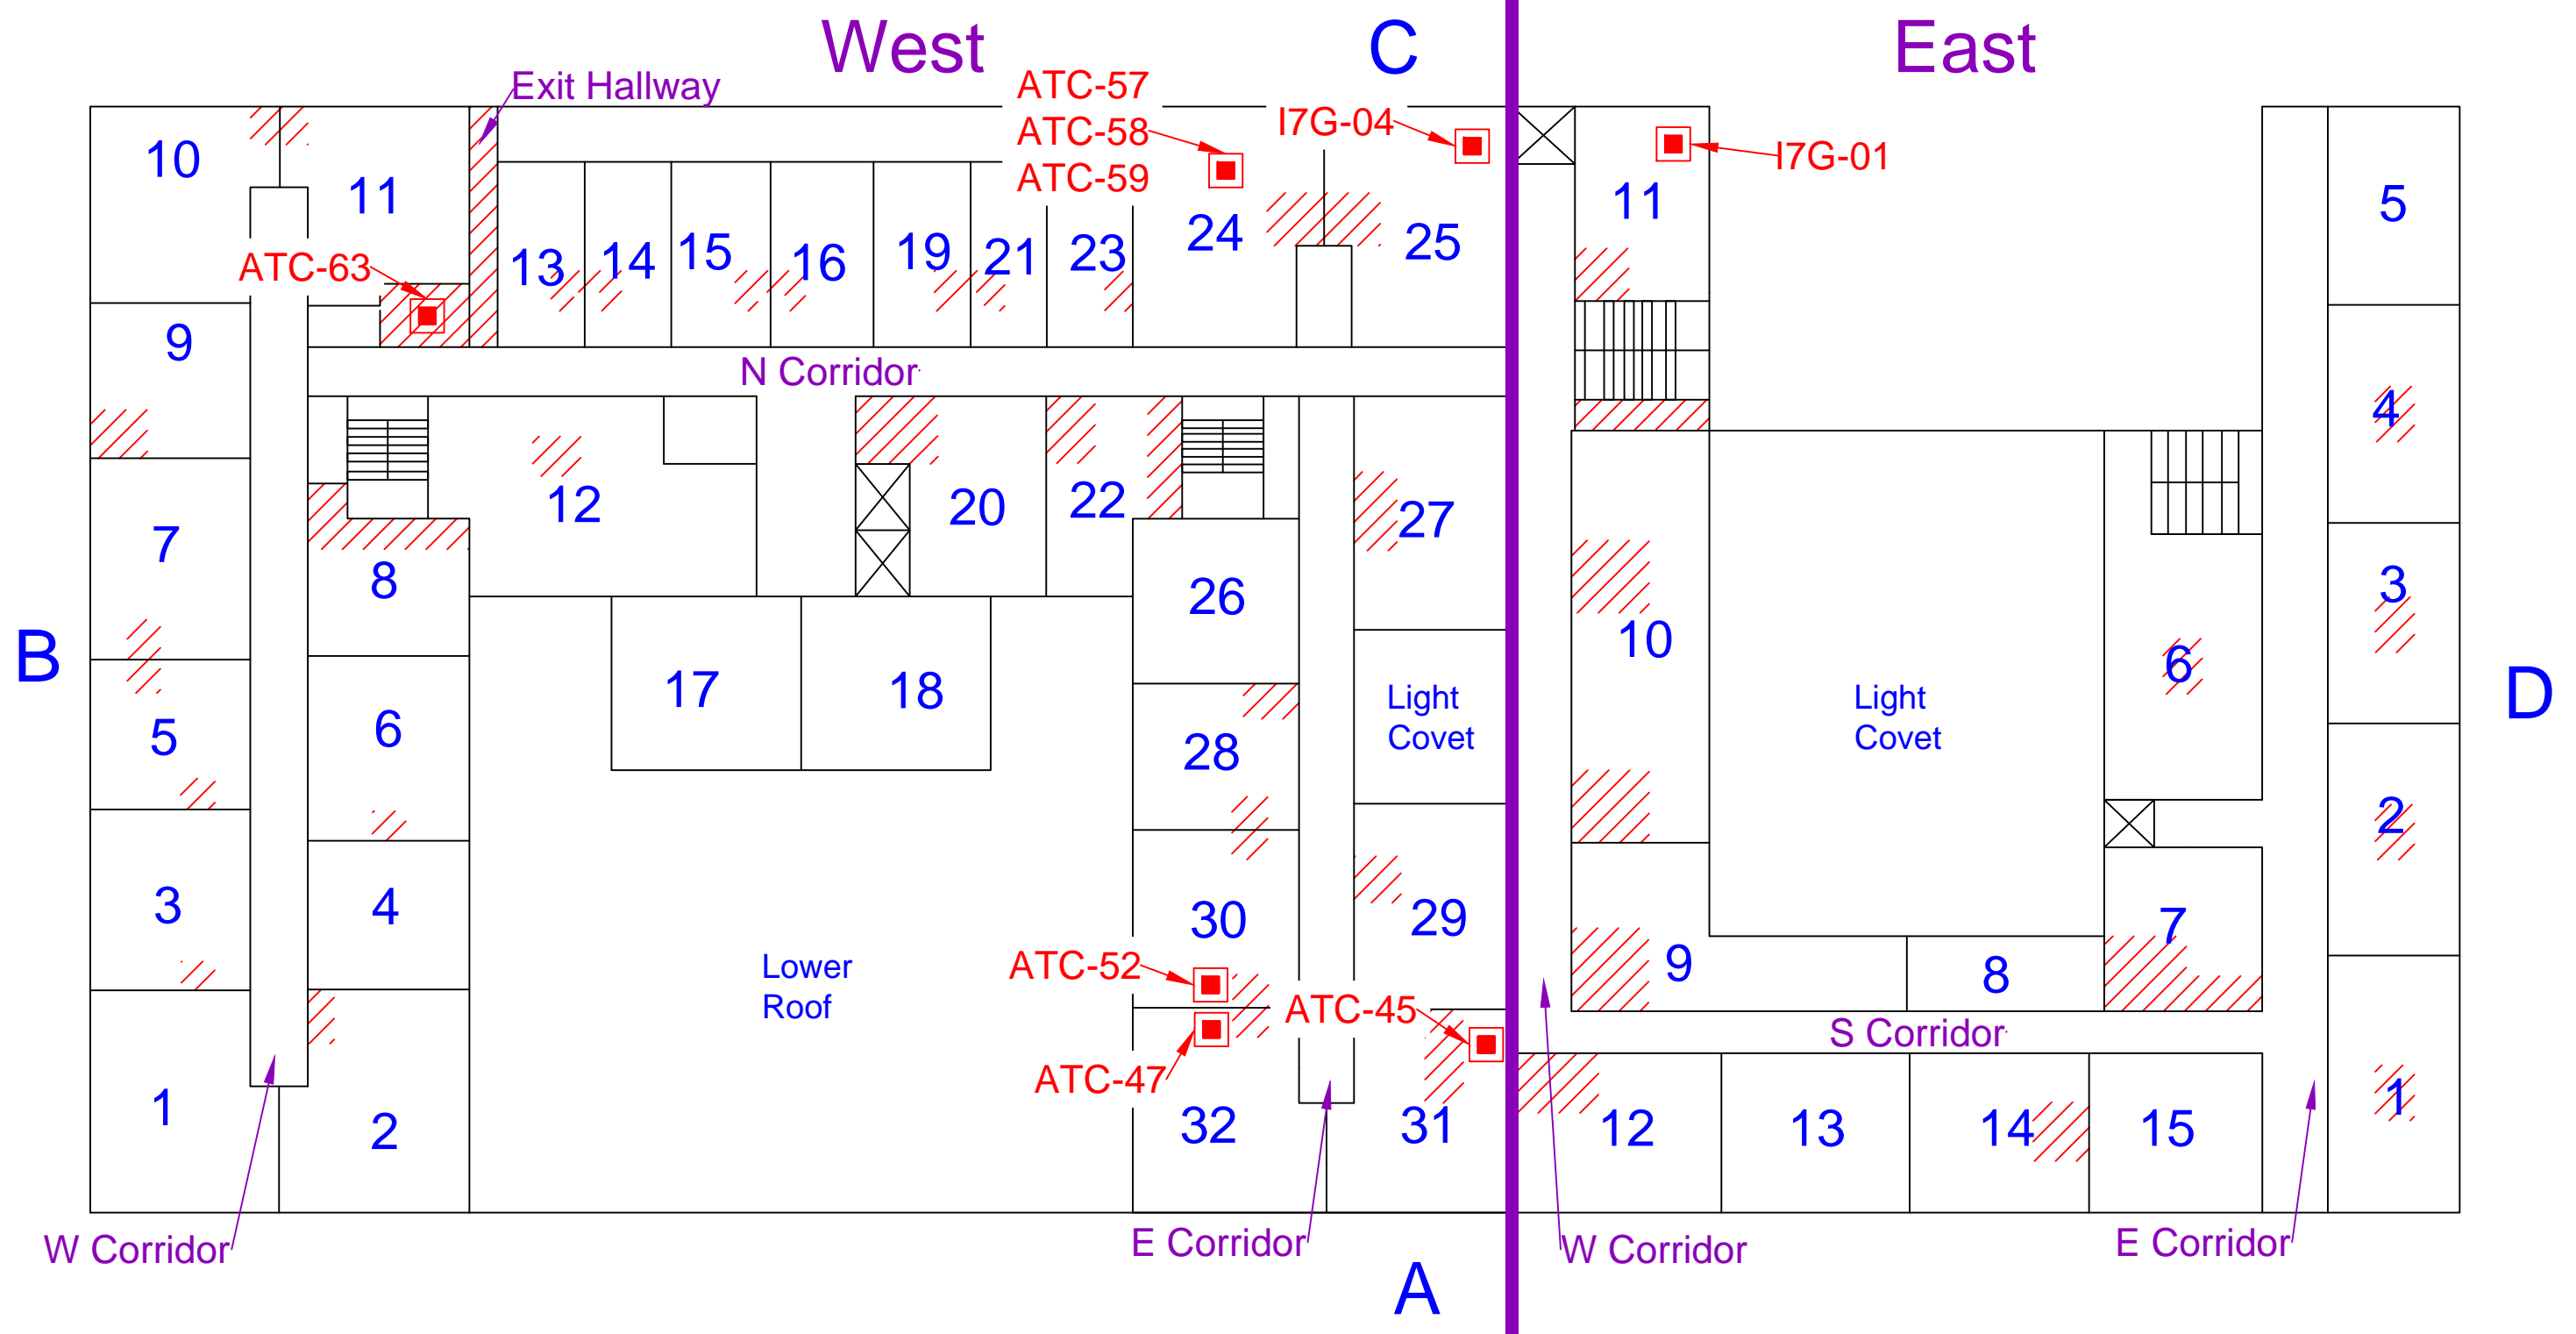 West
C
East
Exit Hallway
ATC-57
ATC-58
ATC-59
I7G-04
I7G-01
10
11
ATC-63
13
14
15
16
19
21
23
24
25
11
5
9
N Corridor
4
7
8
12
20
22
26
27
10
3
B
5
6
17
18
28
Light
Covet
Light
Covet
6
2
D
3
4
Lower
Roof
30
29
9
8
7
ATC-52
ATC-45
S Corridor
ATC-47
1
2
32
31
12
13
14
15
1
W Corridor
E Corridor
W Corridor
E Corridor
A